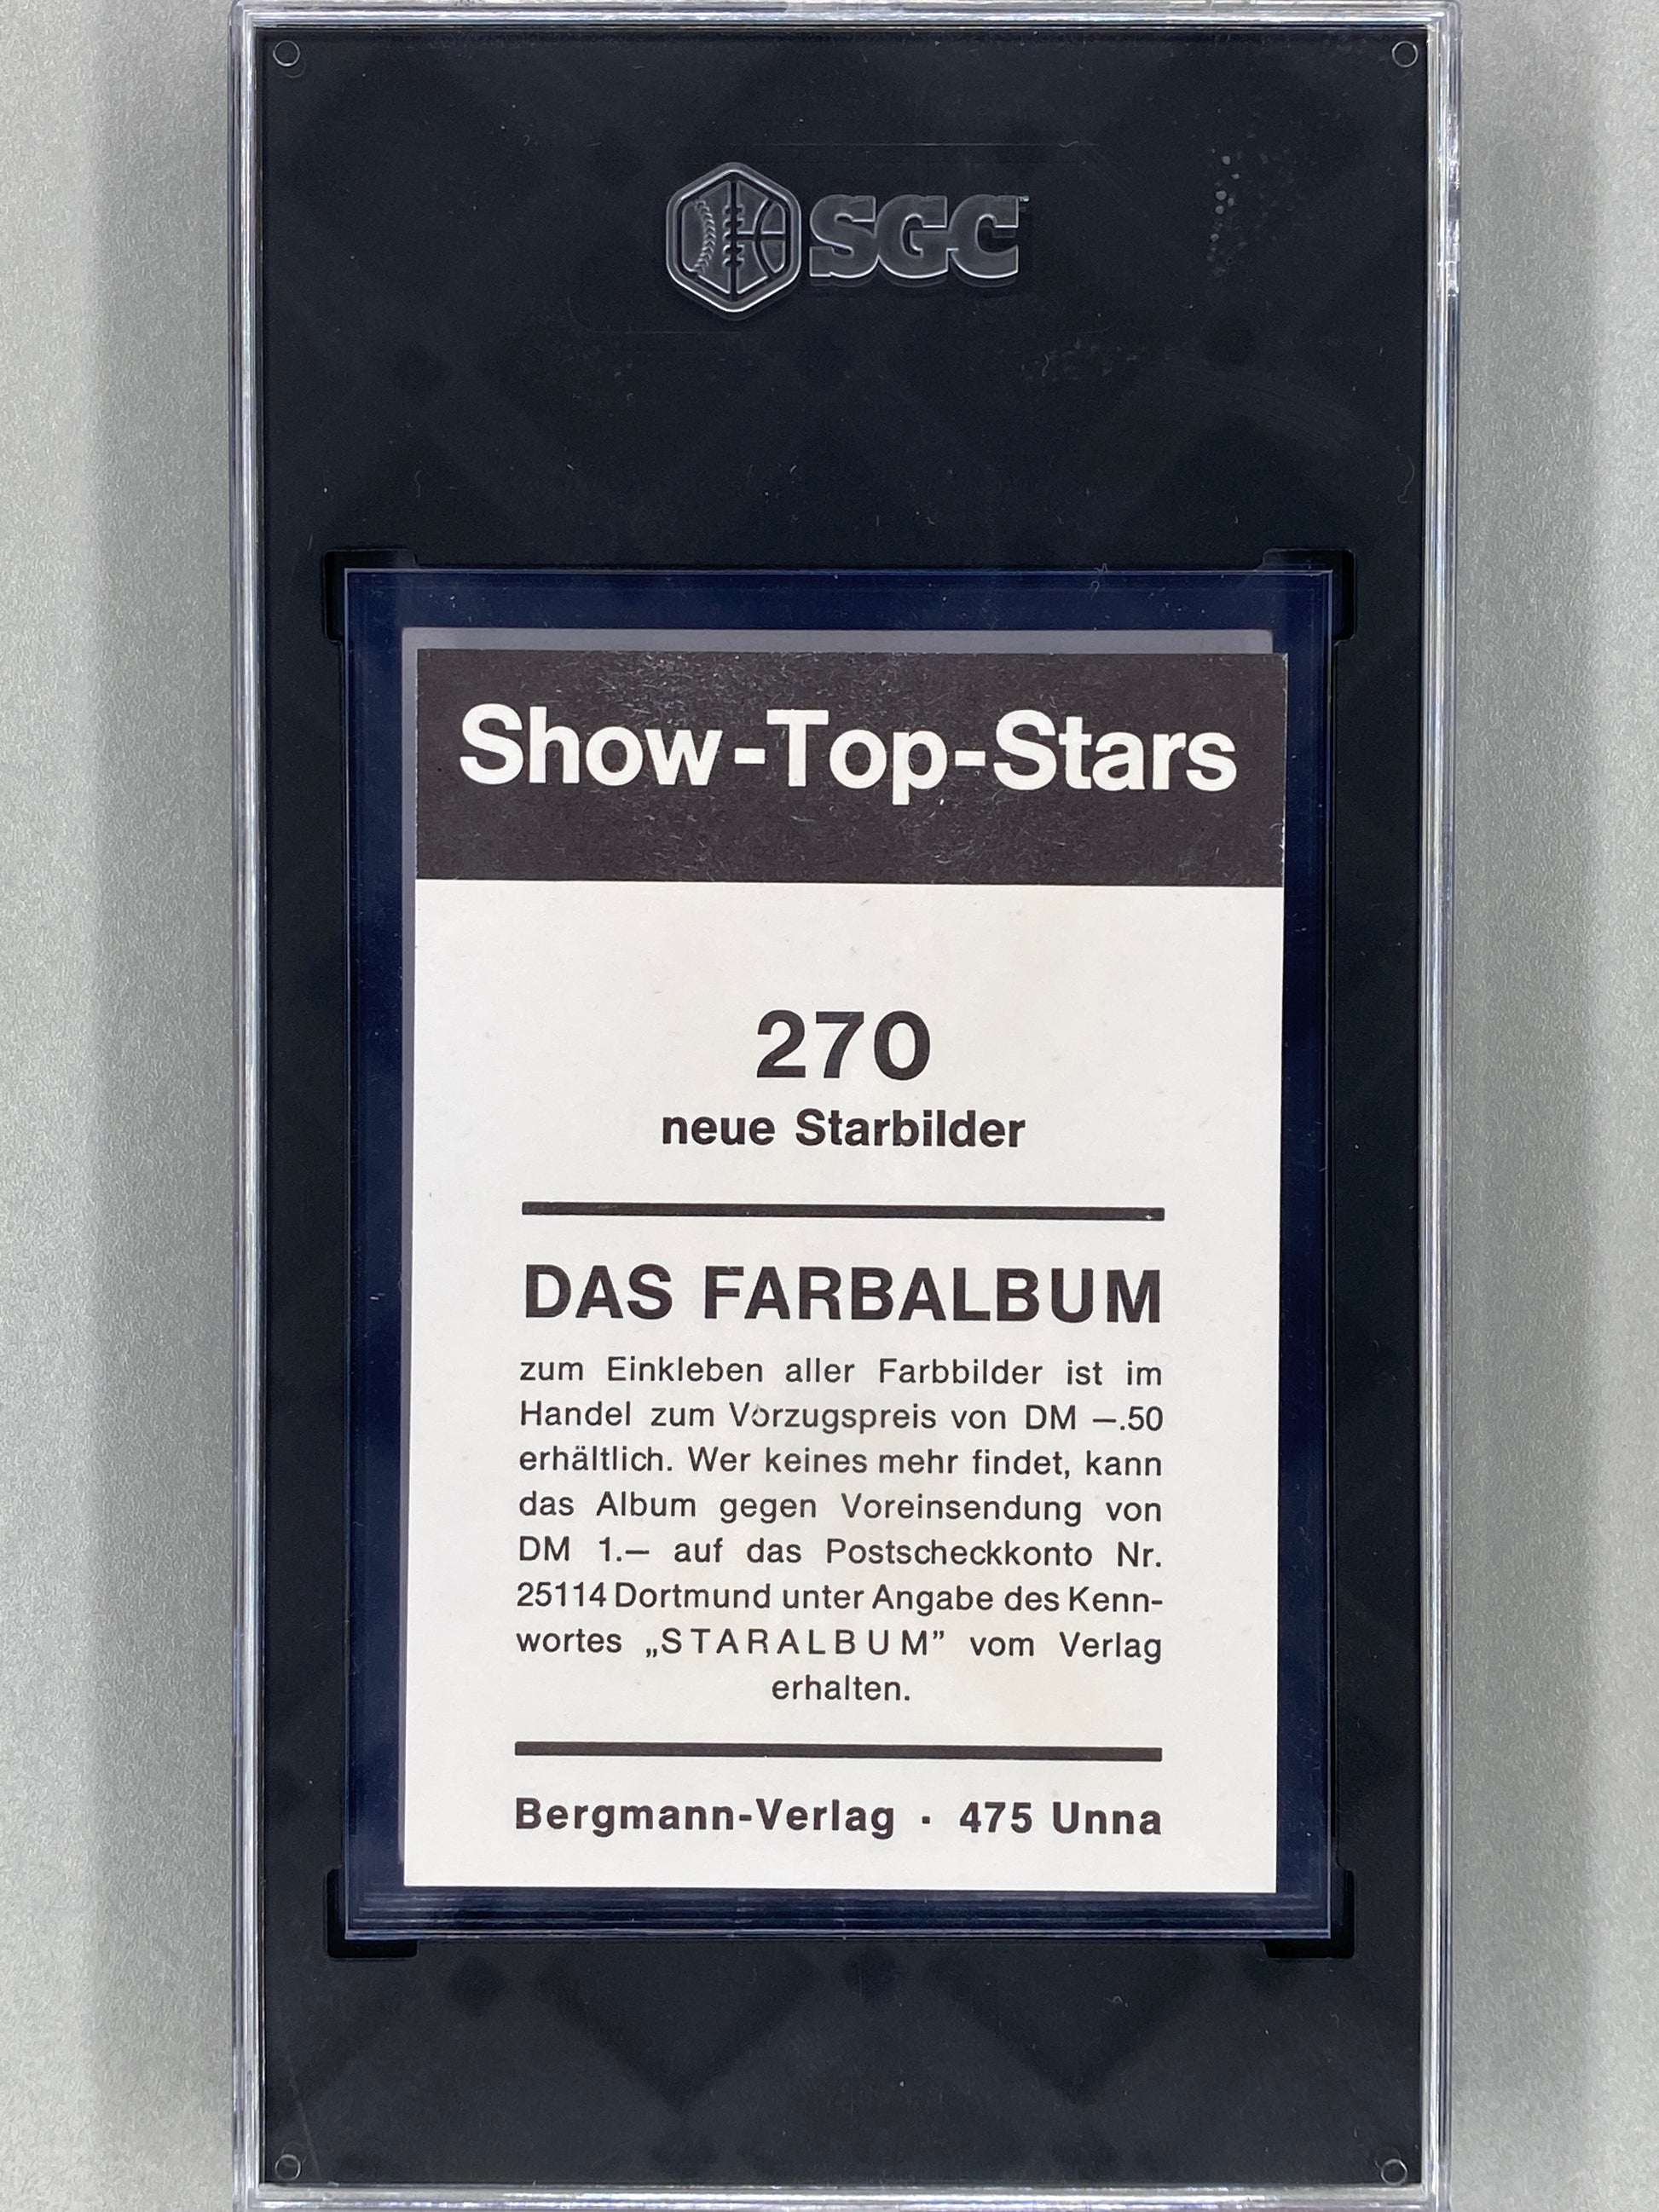 SGC
Show-Top-Stars
270
neue Starbilder
DAS FARBALBUM
zum Einkleben aller Farbbilder ist im
Handel zum Vorzugspreis von DM —.50
erhältlich. Wer keines mehr findet, kann
das Album gegen Voreinsendung von
DM 1.— auf das Postscheckkonto Nr.
25114 Dortmund unter Angabe des Kenn-
wortes „STARALBUM” vom Verlag
erhalten.
Bergmann-Verlag · 475 Unna